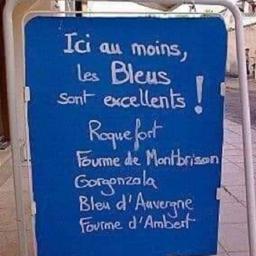 Ici au moins,
les Bleus
sont excellents !
Roquefort
Fourme de Montbrison
Gorgonzola
Bleu d'Auvergne
Fourme d'Ambert